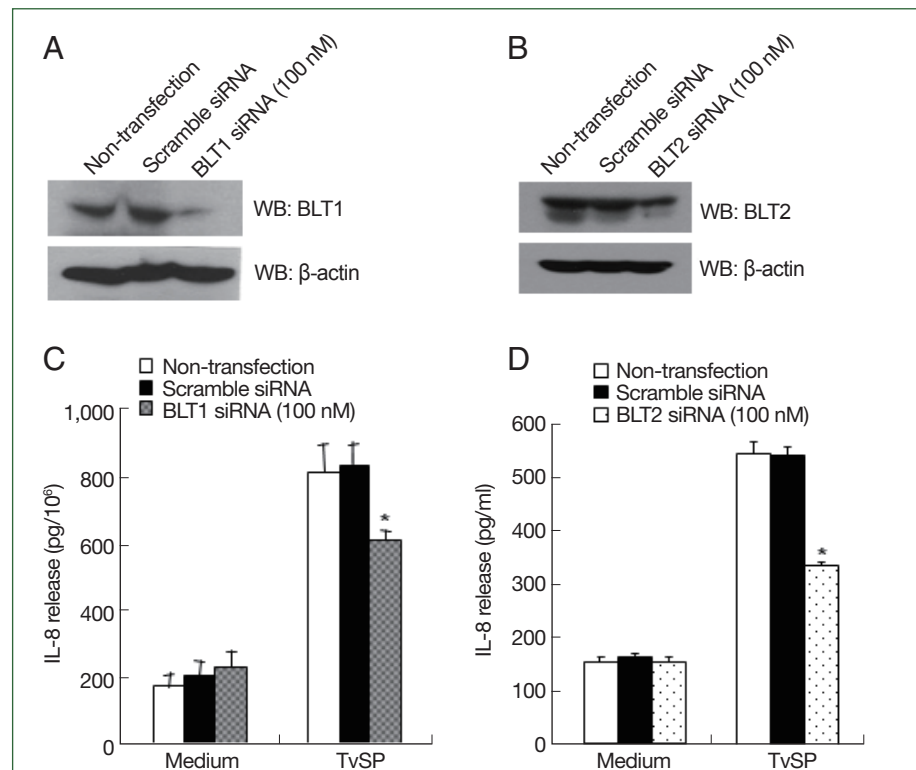 A
Non-transfection
Scramble siRNA
BLT1 siRNA (100 nM)
WB: BLT1
WB: β-actin
B
Non-transfection
Scramble siRNA
BLT2 siRNA (100 nM)
WB: BLT2
WB: β-actin
C
Non-transfection
Scramble siRNA
BLT1 siRNA (100 nM)
IL-8 release (pg/10⁶)
1,000
800
600
400
200
0
*
Medium
TvSP
D
Non-transfection
Scramble siRNA
BLT2 siRNA (100 nM)
IL-8 release (pg/ml)
600
500
400
300
200
100
0
*
Medium
TvSP